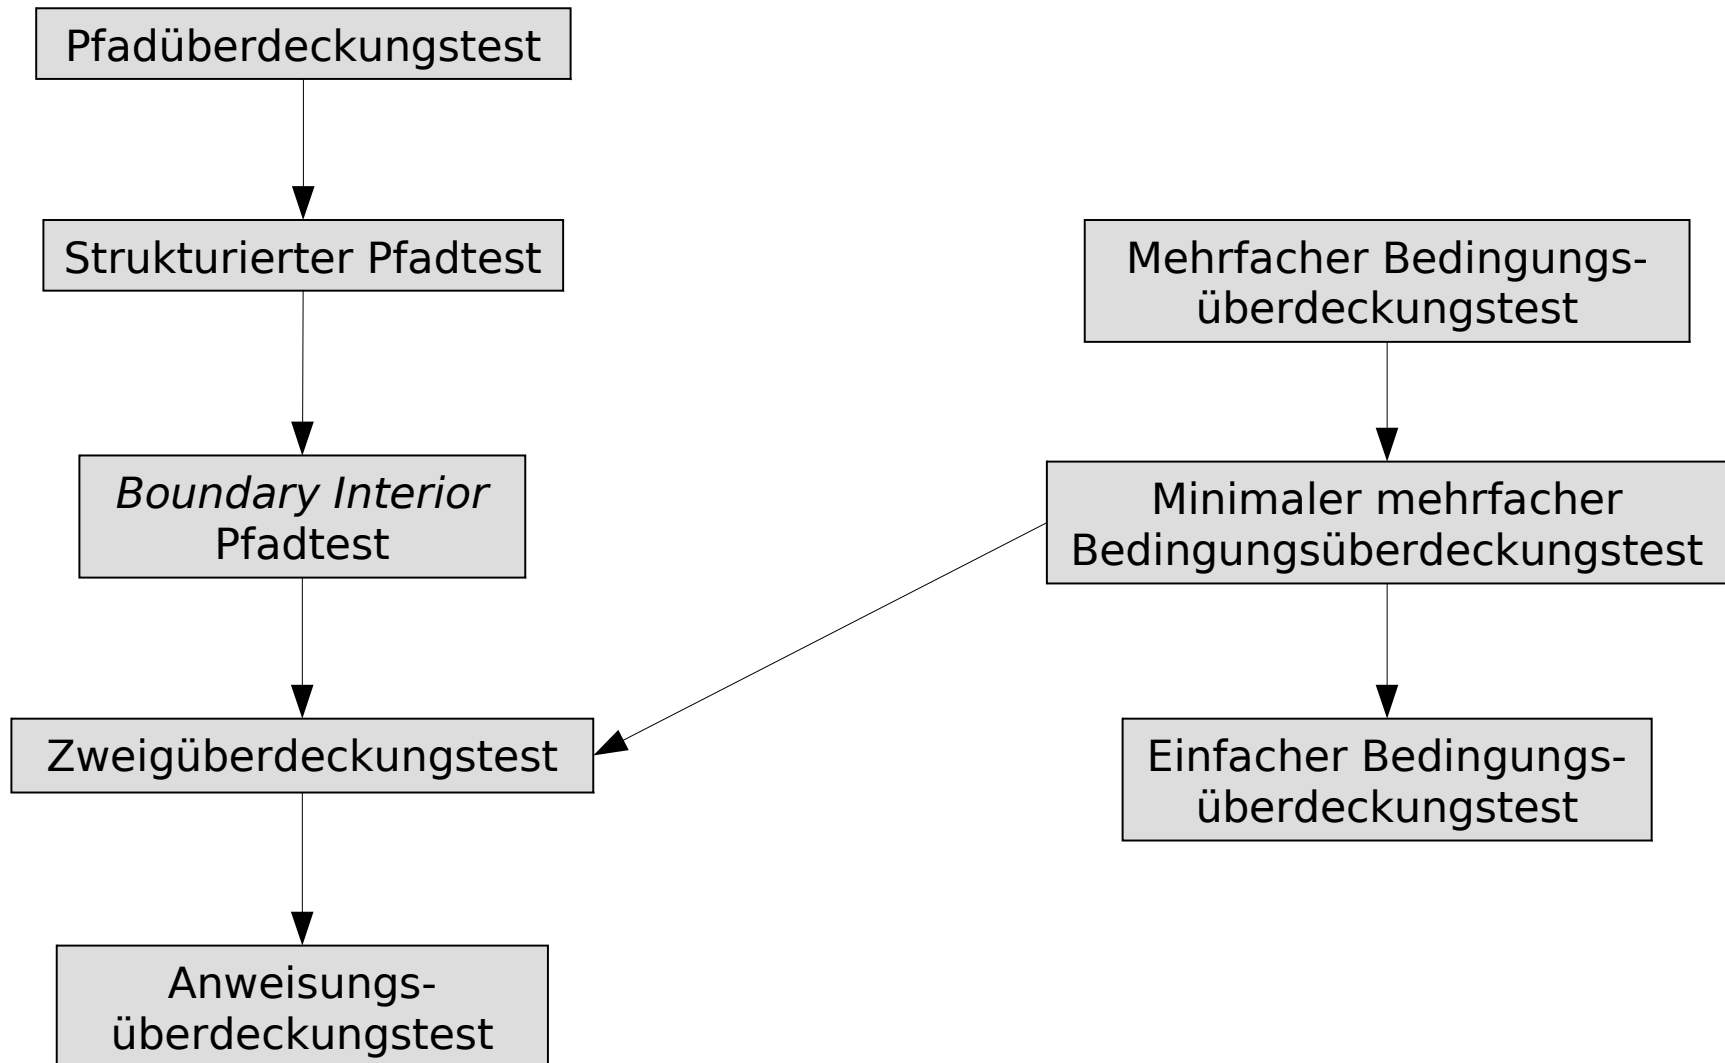 Pfadüberdeckungstest
Strukturierter Pfadtest
Mehrfacher Bedingungs-
überdeckungstest
Boundary Interior
Pfadtest
Minimaler mehrfacher
Bedingungsüberdeckungstest
Zweigüberdeckungstest
Einfacher Bedingungs-
überdeckungstest
Anweisungs-
überdeckungstest